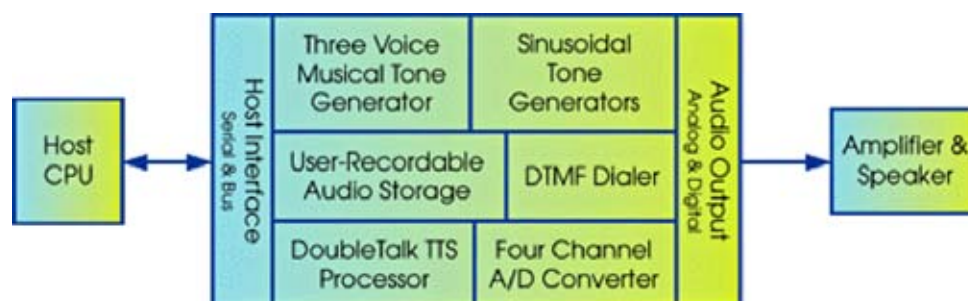 Host
CPU
Host Interface
Serial & Bus
Three Voice
Musical Tone
Generator
Sinusoidal
Tone
Generators
User-Recordable
Audio Storage
DTMF Dialer
DoubleTalk TTS
Processor
Four Channel
A/D Converter
Audio Output
Analog & Digital
Amplifier &
Speaker